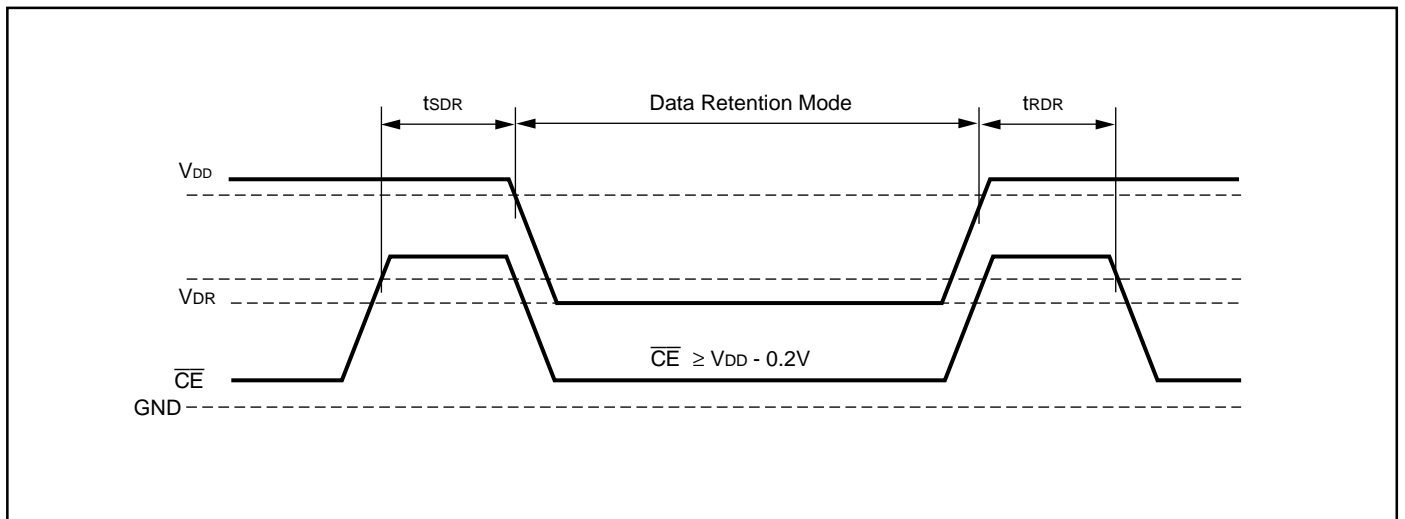 tSDR Data Retention Mode tRDR
VDD
VDR
CE ≥ VDD - 0.2V
CE
GND